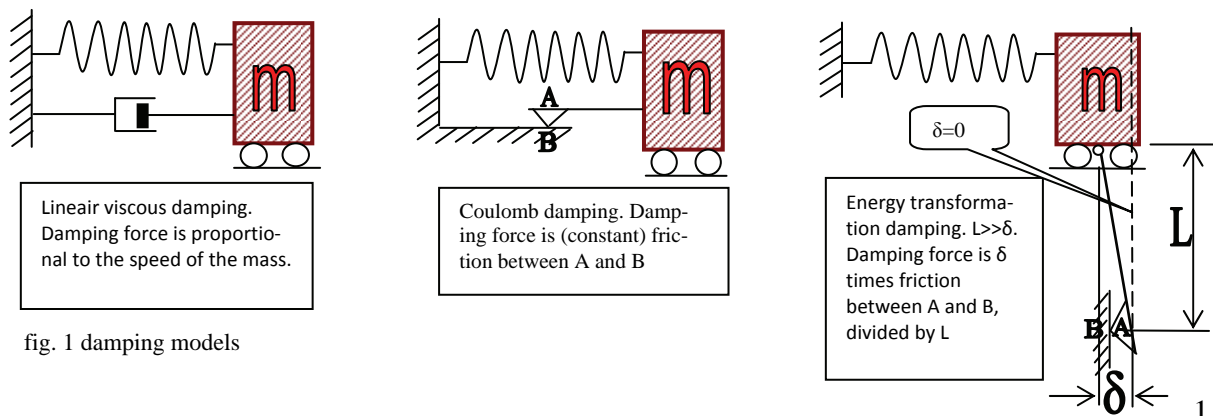 m
m
m
A
B
δ=0
L
Lineair viscous damping.
Damping force is proportio-
nal to the speed of the mass.
Coulomb damping. Damp-
ing force is (constant) fric-
tion between A and B
Energy transforma-
tion damping. L>>δ.
Damping force is δ
times friction
between A and B,
divided by L
B
A
δ
fig. 1 damping models
1